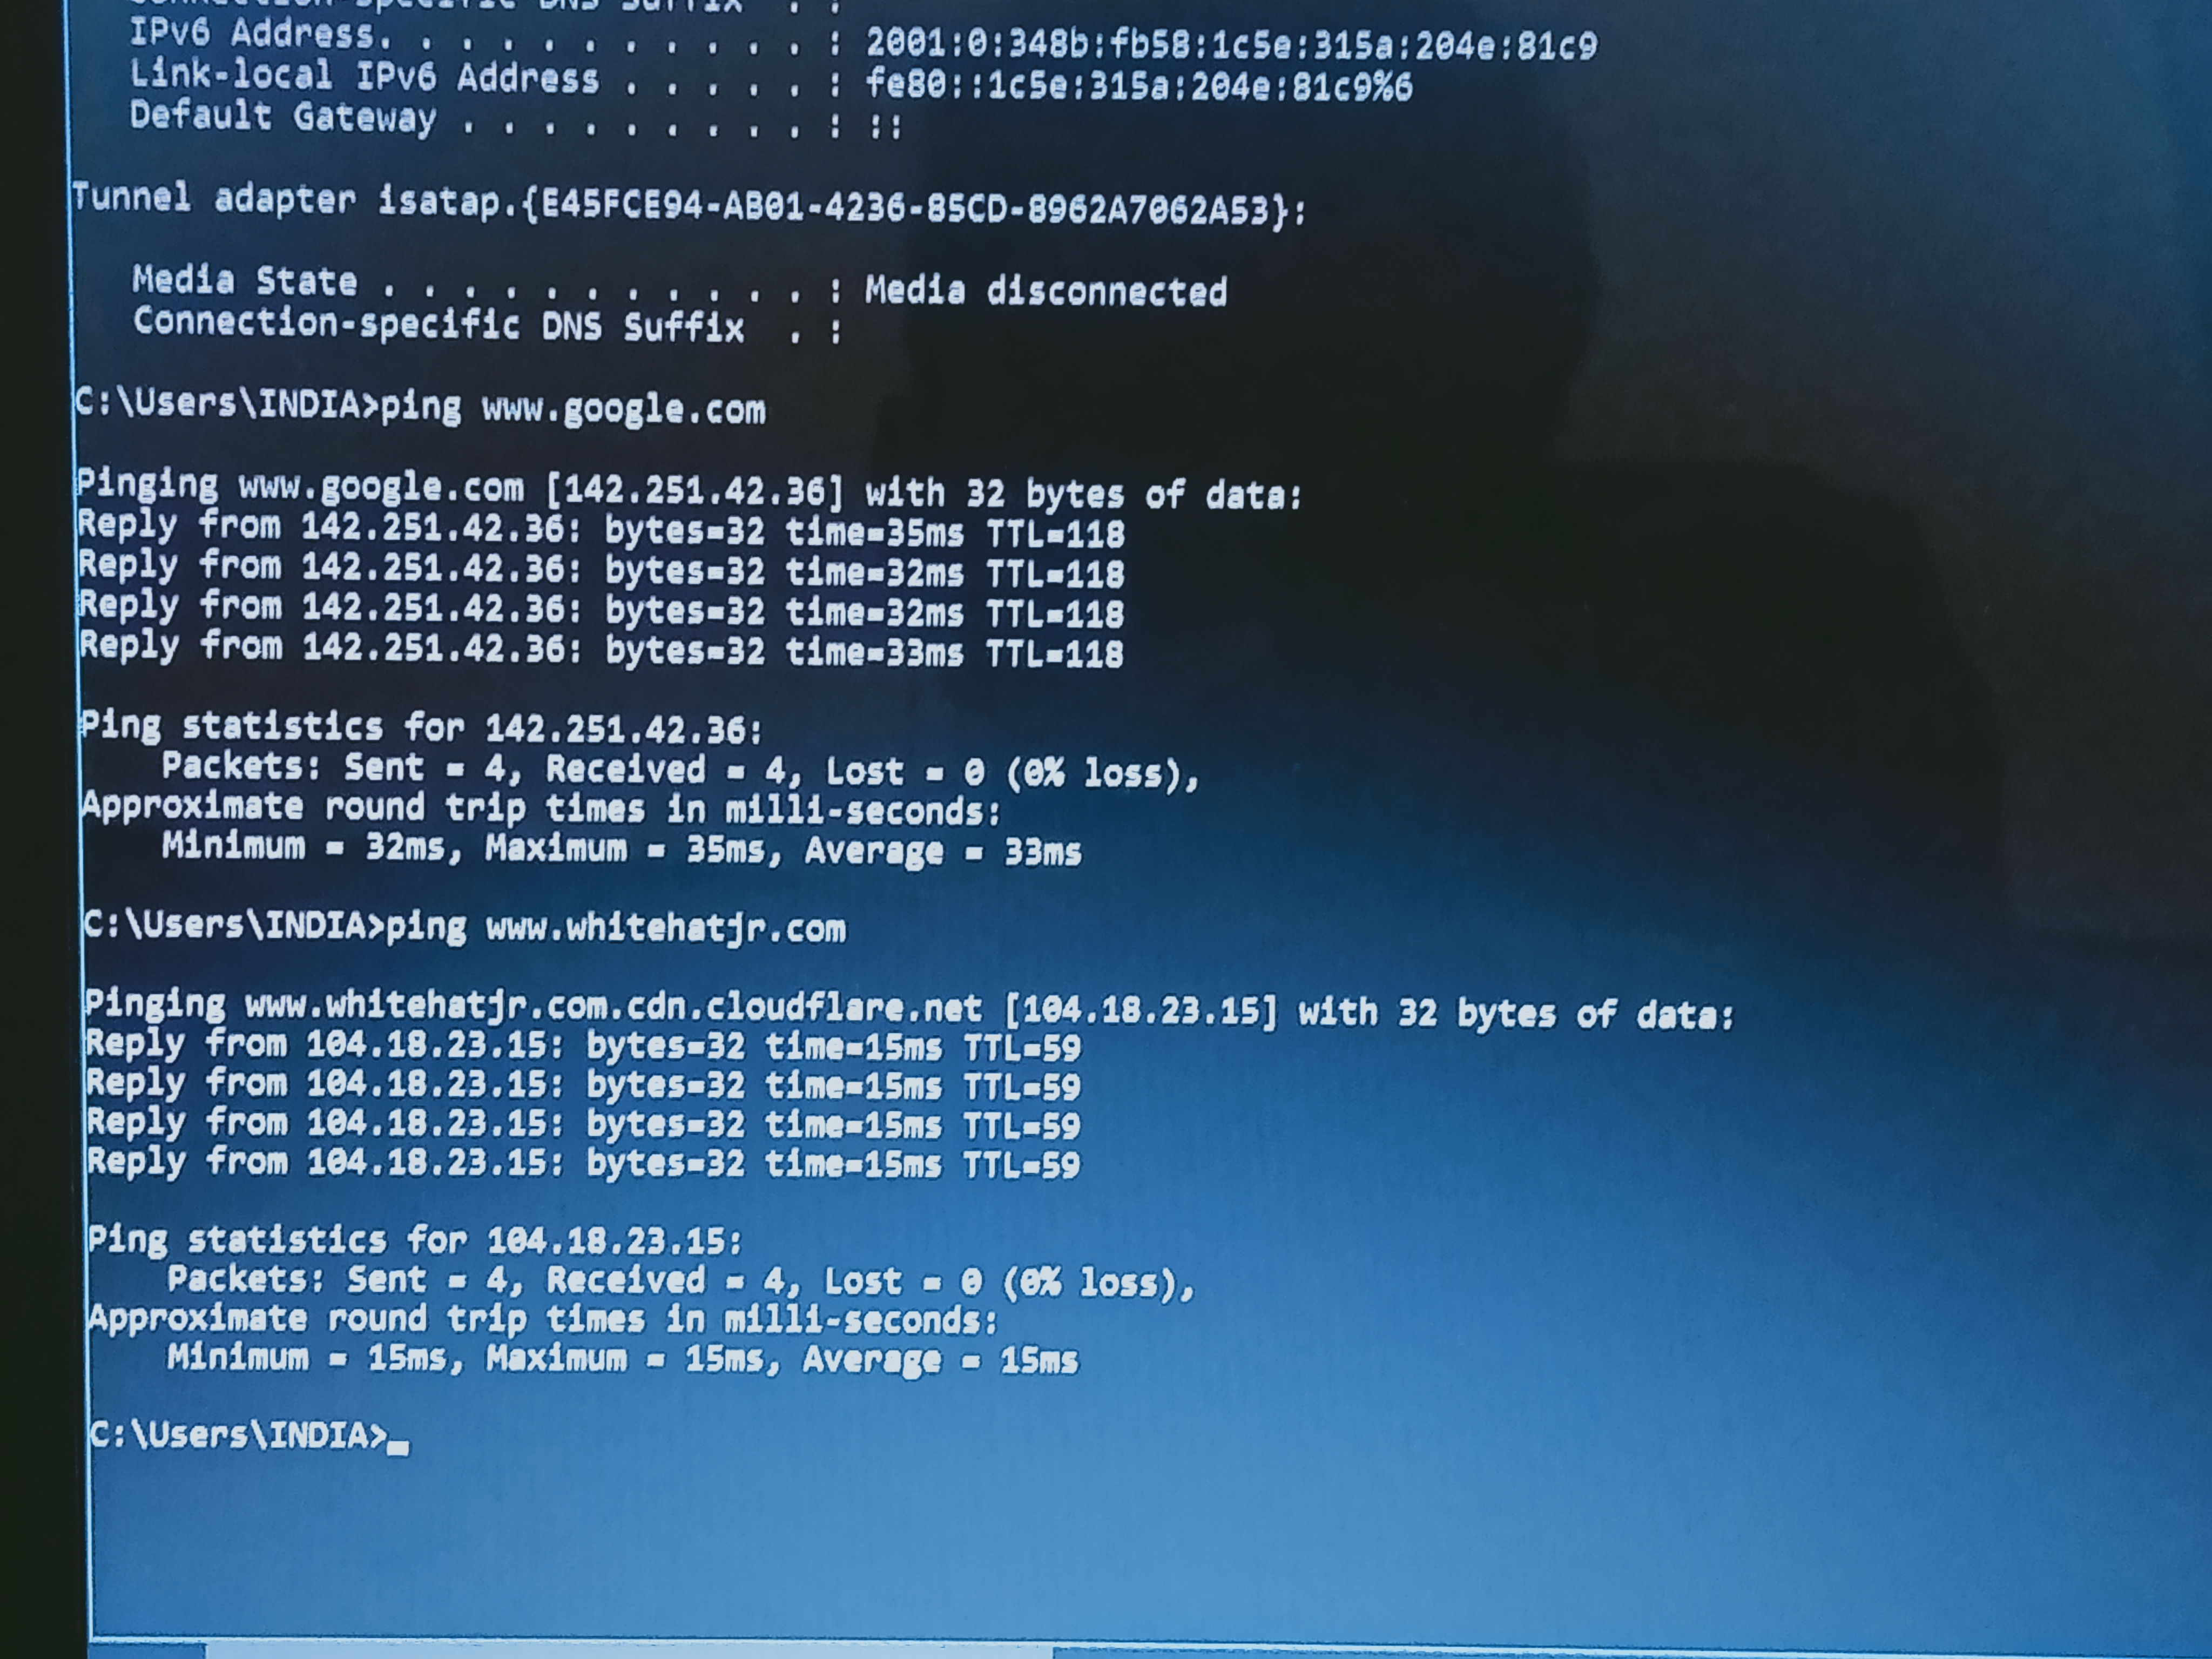 Connection-specific DNS Suffix  . :
IPv6 Address. . . . . . . . . . . : 2001:0:348b:fb58:1c5e:315a:204e:81c9
Link-local IPv6 Address . . . . . : fe80::1c5e:315a:204e:81c9%6
Default Gateway . . . . . . . . . : ::
Tunnel adapter isatap.{E45FCE94-AB01-4236-85CD-8962A7062A53}:
Media State . . . . . . . . . . . : Media disconnected
Connection-specific DNS Suffix  . :
C:\Users\INDIA>ping www.google.com
Pinging www.google.com [142.251.42.36] with 32 bytes of data:
Reply from 142.251.42.36: bytes=32 time=35ms TTL=118
Reply from 142.251.42.36: bytes=32 time=32ms TTL=118
Reply from 142.251.42.36: bytes=32 time=32ms TTL=118
Reply from 142.251.42.36: bytes=32 time=33ms TTL=118
Ping statistics for 142.251.42.36:
Packets: Sent = 4, Received = 4, Lost = 0 (0% loss),
Approximate round trip times in milli-seconds:
Minimum = 32ms, Maximum = 35ms, Average = 33ms
C:\Users\INDIA>ping www.whitehatjr.com
Pinging www.whitehatjr.com.cdn.cloudflare.net [104.18.23.15] with 32 bytes of data:
Reply from 104.18.23.15: bytes=32 time=15ms TTL=59
Reply from 104.18.23.15: bytes=32 time=15ms TTL=59
Reply from 104.18.23.15: bytes=32 time=15ms TTL=59
Reply from 104.18.23.15: bytes=32 time=15ms TTL=59
Ping statistics for 104.18.23.15:
Packets: Sent = 4, Received = 4, Lost = 0 (0% loss),
Approximate round trip times in milli-seconds:
Minimum = 15ms, Maximum = 15ms, Average = 15ms
C:\Users\INDIA>